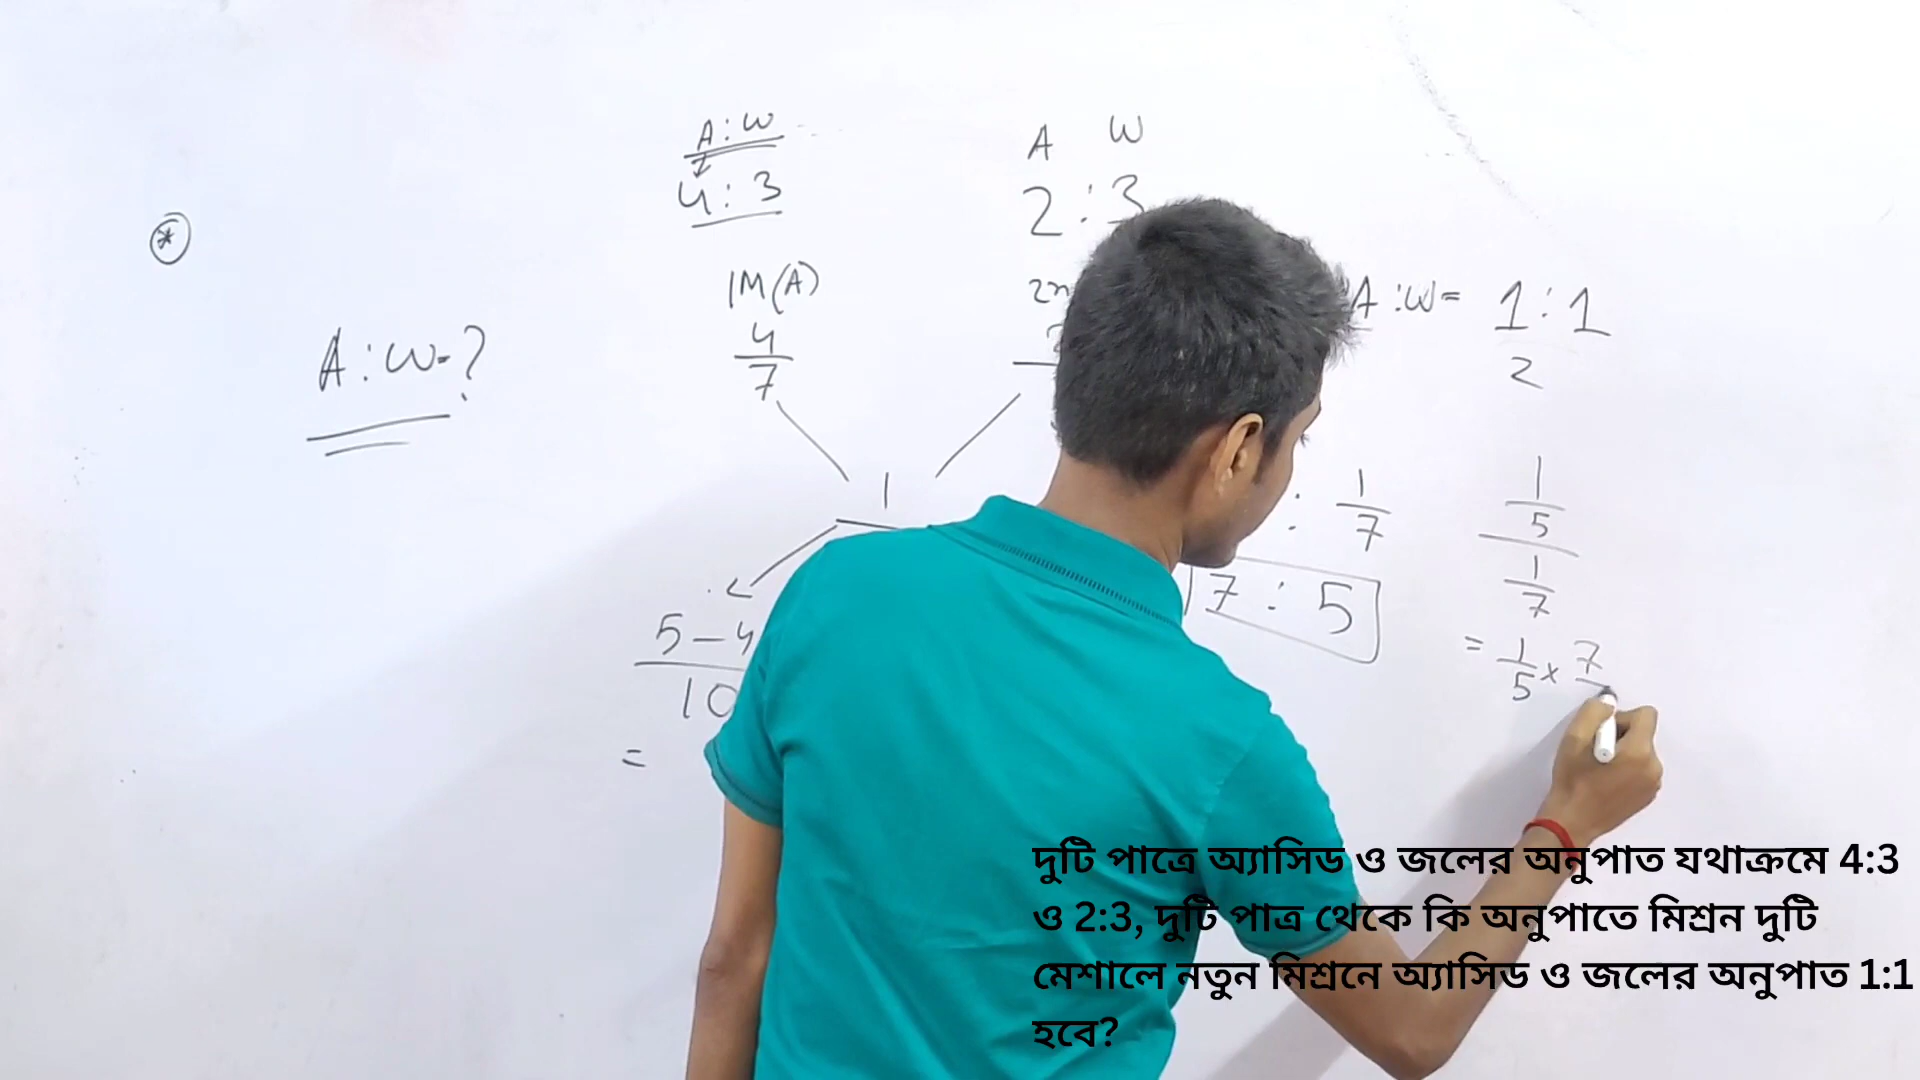 A : W
4 : 3
A W
2 : 3
*
1M(A)
4
7
A : W = 1 : 1
2
A : W = ?
1
: 1
7
1
5
1
7
7 : 5
5 - 4
10
= 1
5 × 7
=
দুটি পাত্রে অ্যাসিড ও জলের অনুপাত যথাক্রমে 4:3
ও 2:3, দুটি পাত্র থেকে কি অনুপাতে মিশ্রন দুটি
মেশালে নতুন মিশ্রনে অ্যাসিড ও জলের অনুপাত 1:1
হবে?